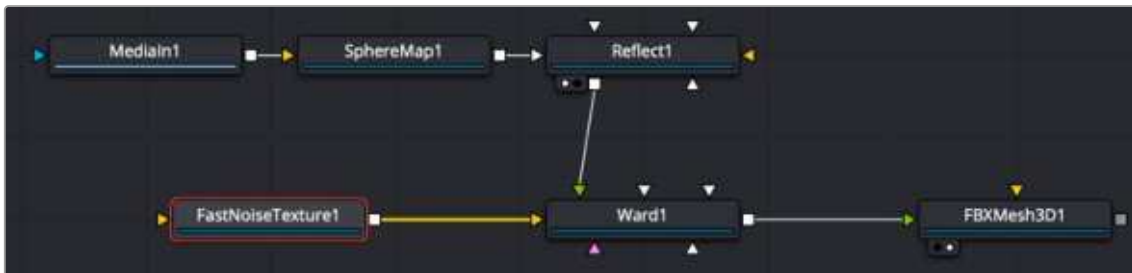 MediaIn1
SphereMap1
Reflect1
FastNoiseTexture1
Ward1
FBXMesh3D1